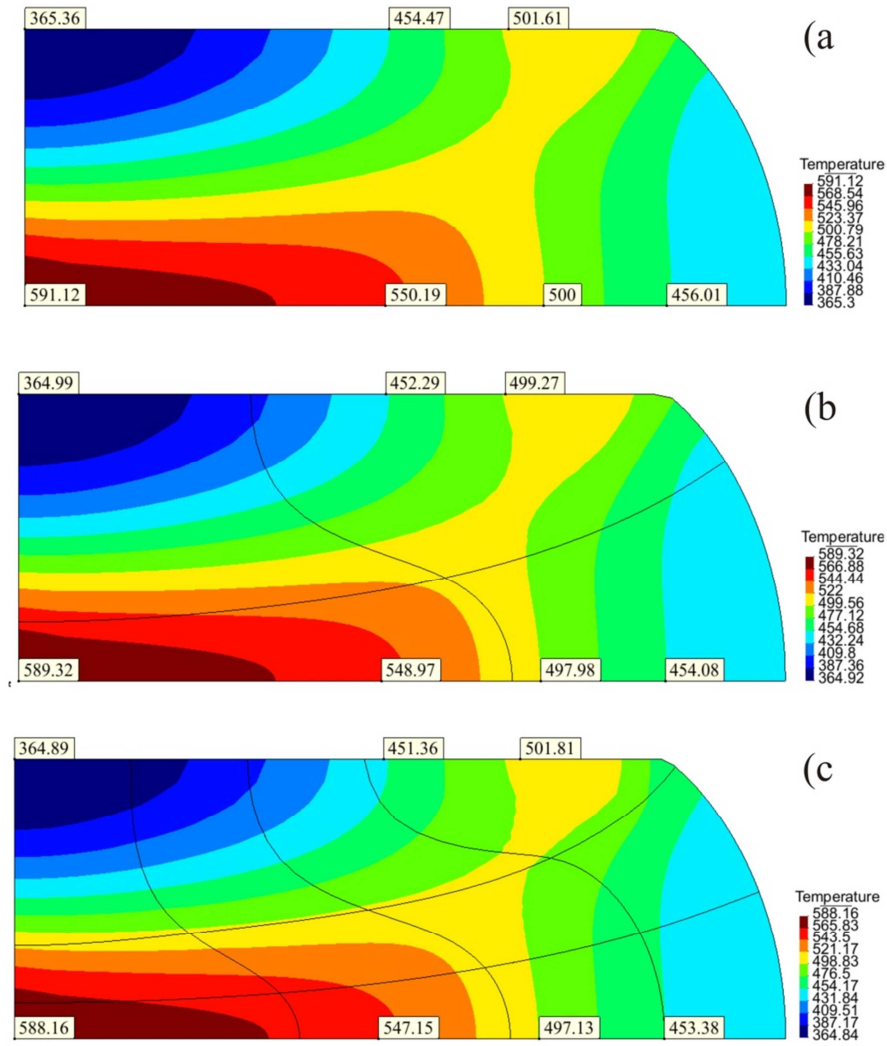 365.36 454.47 501.61
(a
Temperature
591.12
568.54
545.96
523.37
500.79
478.21
455.63
433.04
410.46
387.88
365.3
591.12 550.19 500 456.01
364.99 452.29 499.27
(b
Temperature
589.32
566.88
544.44
522
499.56
477.12
454.68
432.24
409.8
387.36
364.92
589.32 548.97 497.98 454.08
364.89 451.36 501.81
(c
Temperature
588.16
565.83
543.5
521.17
498.83
476.5
454.17
431.84
409.51
387.17
364.84
588.16 547.15 497.13 453.38